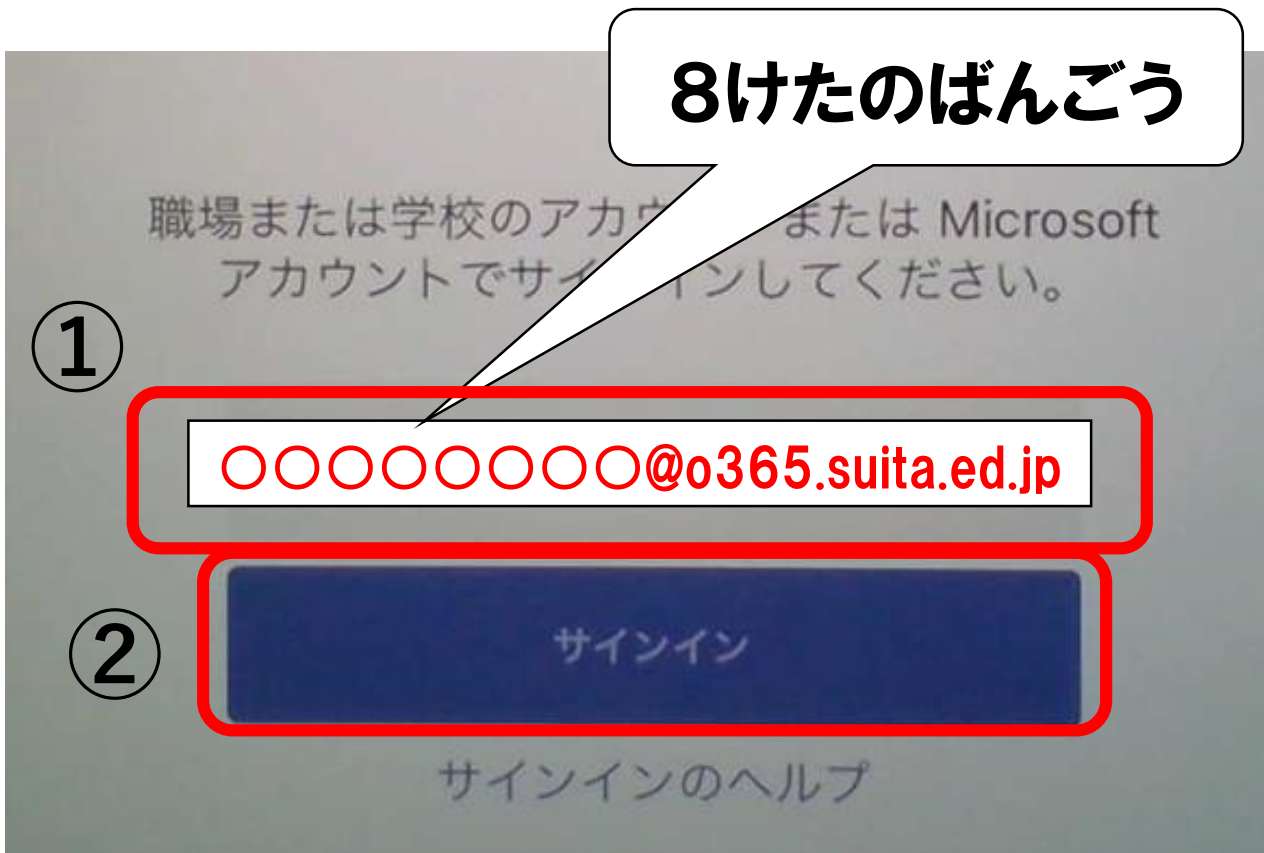 8けたのばんごう
職場または学校のアカウ または Microsoft
アカウントでサインインしてください。
①
○○○○○○○○@o365.suita.ed.jp
②
サインイン
サインインのヘルプ